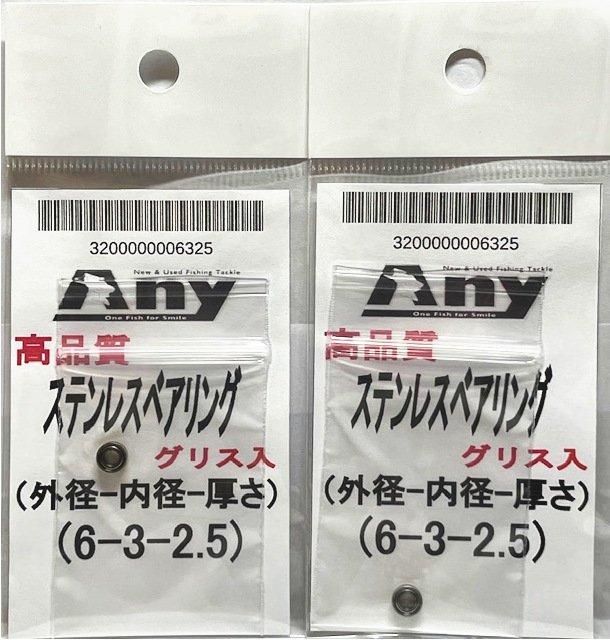 3200000006325
New & Used Fishing Tackle
Any
One Fish for Smile
高品質
ステンレスベアリング
グリス入
(外径-内径-厚さ)
(6-3-2.5)
3200000006325
New & Used Fishing Tackle
Any
One Fish for Smile
高品質
ステンレスベアリング
グリス入
(外径-内径-厚さ)
(6-3-2.5)